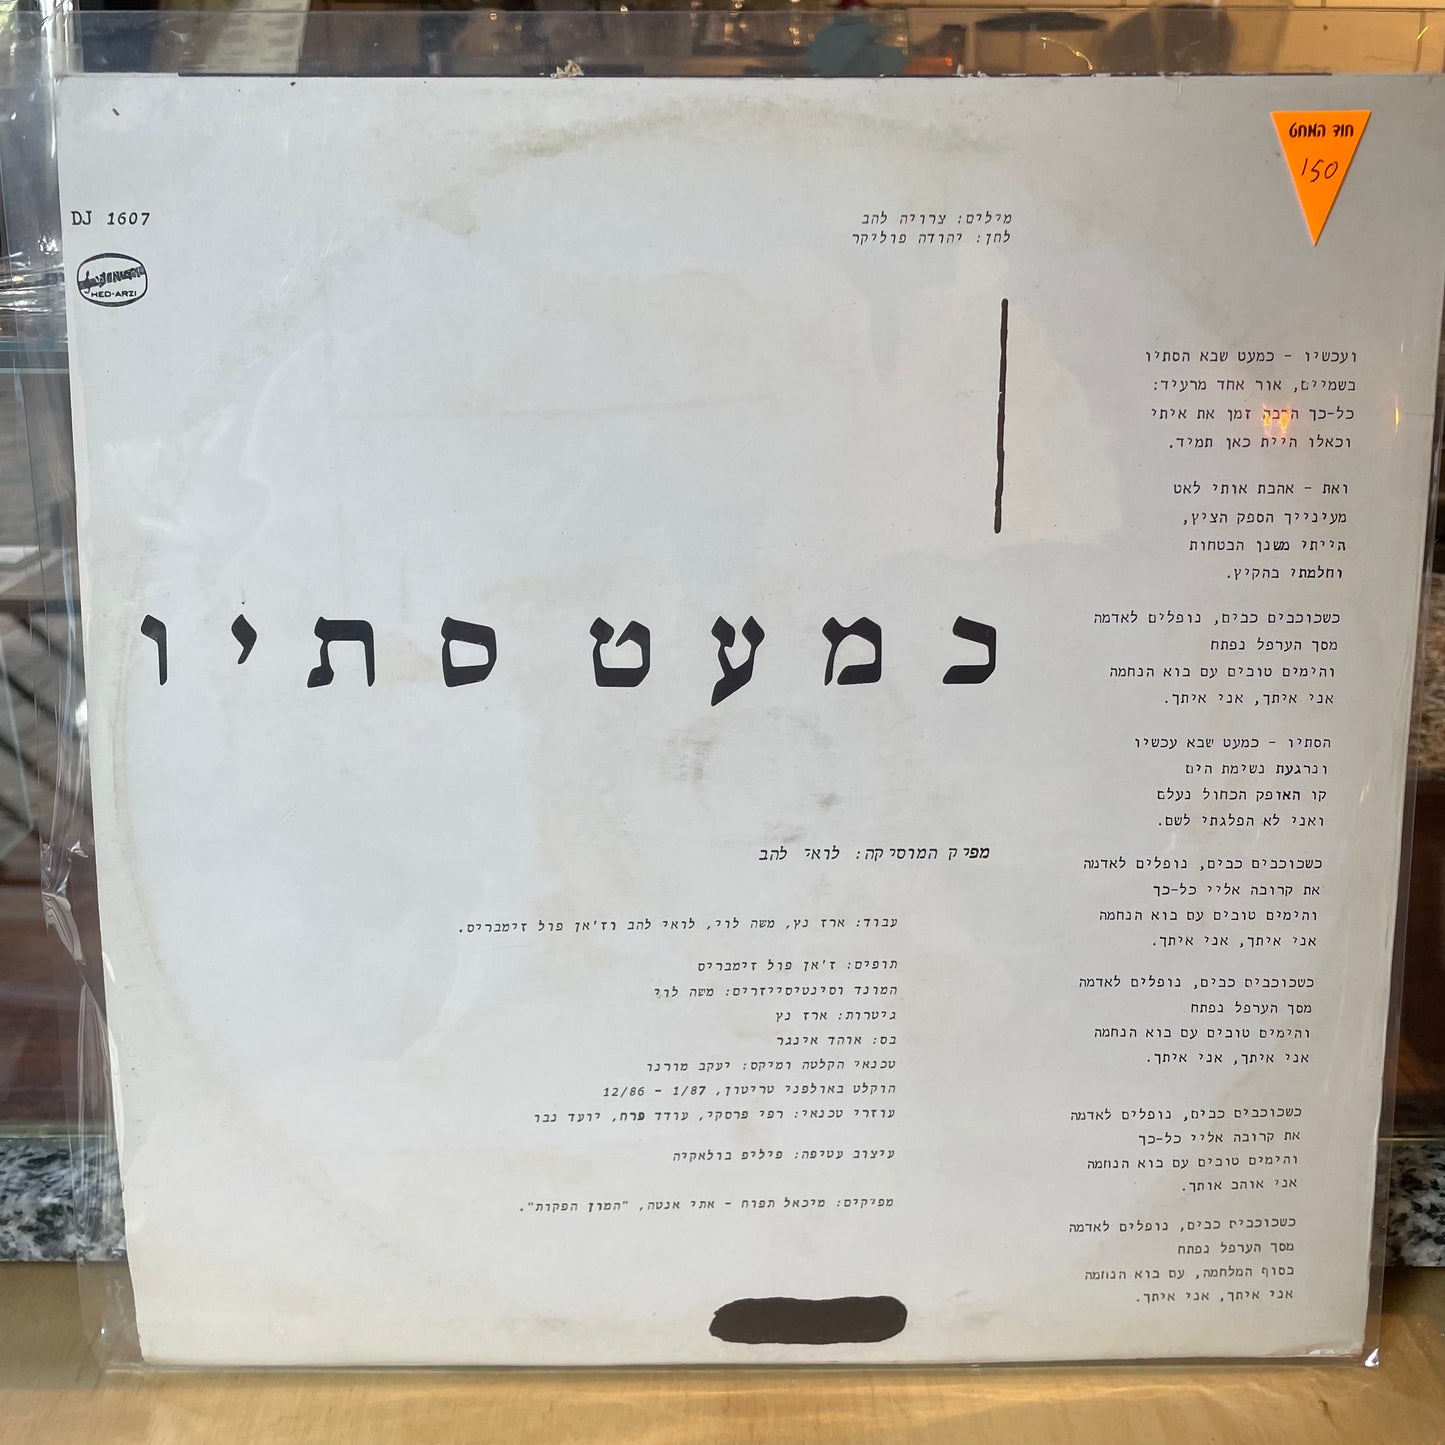 חוד המחט
150
DJ 1607
HED-ARZI
מילים: צרויה להב
לחן: יהודה פוליקר
כמעט סתיו
מפיק המוסיקה: לואי להב
עבוד: ארז נץ, משה לוי, לואי להב וז'אן פול זימבריס.
תופים: ז'אן פול זימבריס
המונד וסינטיסייזרים: משה לוי
גיטרות: ארז נץ
בס: אוהד אינגר
טכנאי הקלטה ומיקס: יעקב מורנו
הוקלט באולפני טריטון, 12/86 - 1/87
עוזרי טכנאי: רפי פרסקי, עודד פרח, יועד נבו
עיצוב עטיפה: פיליפ בולאקיה
מפיקים: מיכאל תפוח - אתי אנטה, "המון הפקות".
ועכשיו - כמעט שבא הסתיו
בשמיים, אור אחד מרעיד:
כל-כך הרבה זמן את איתי
וכאלו היית כאן תמיד.
ואת - אהבת אותי לאט
מעינייך הספק הציץ,
הייתי משנן הבטחות
וחלמתי בהקיץ.
כשכוכבים כבים, נופלים לאדמה
מסך הערפל נפתח
והימים טובים עם בוא הנחמה
אני איתך, אני איתך.
הסתיו - כמעט שבא עכשיו
ונרגעת נשימת הים
קו האופק הכחול נעלם
ואני לא הפלגתי לשם.
כשכוכבים כבים, נופלים לאדמה
את קרובה אליי כל-כך
והימים טובים עם בוא הנחמה
אני איתך, אני איתך.
כשכוכבים כבים, נופלים לאדמה
מסך הערפל נפתח
והימים טובים עם בוא הנחמה
אני איתך, אני איתך.
כשכוכבים כבים, נופלים לאדמה
את קרובה אליי כל-כך
והימים טובים עם בוא הנחמה
אני אוהב אותך.
כשכוכבים כבים, נופלים לאדמה
מסך הערפל נפתח
בסוף המלחמה, עם בוא הנחמה
אני איתך, אני איתך.